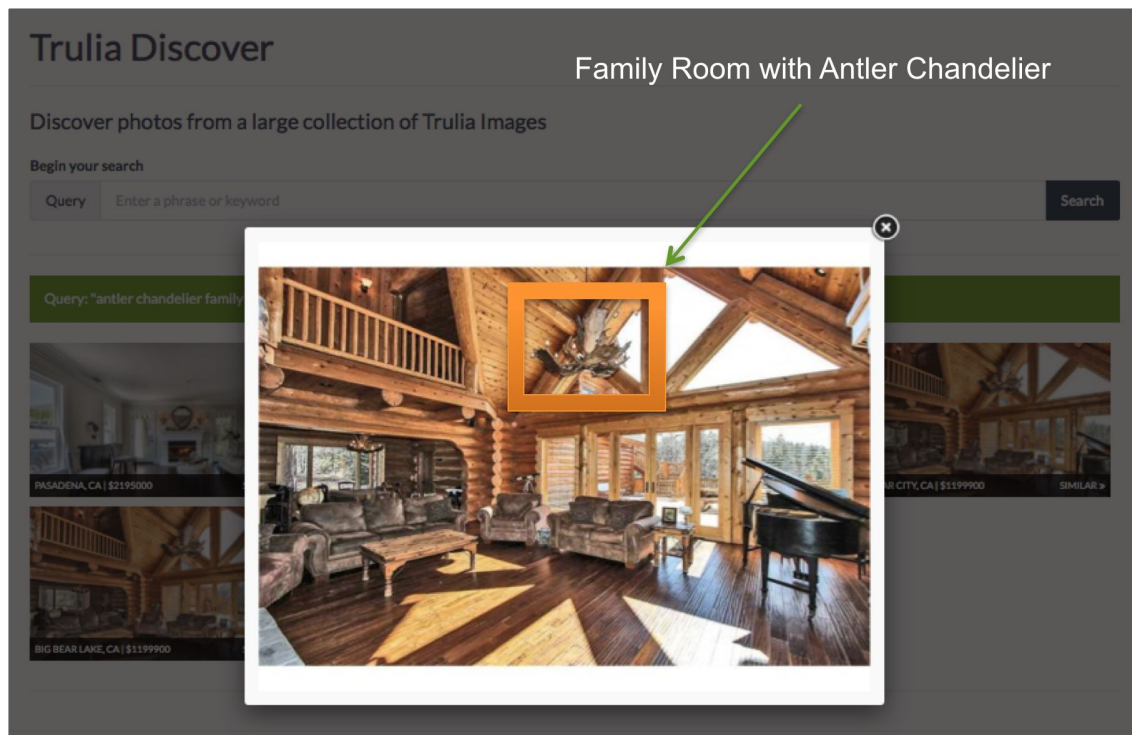 Trulia Discover
Family Room with Antler Chandelier
Discover photos from a large collection of Trulia Images
Begin your search
Query Enter a phrase or keyword Search
Query: "antler chandelier family
PASADENA, CA | $2195000
AR CITY, CA | $1199900 SIMILAR »
BIG BEAR LAKE, CA | $1199900